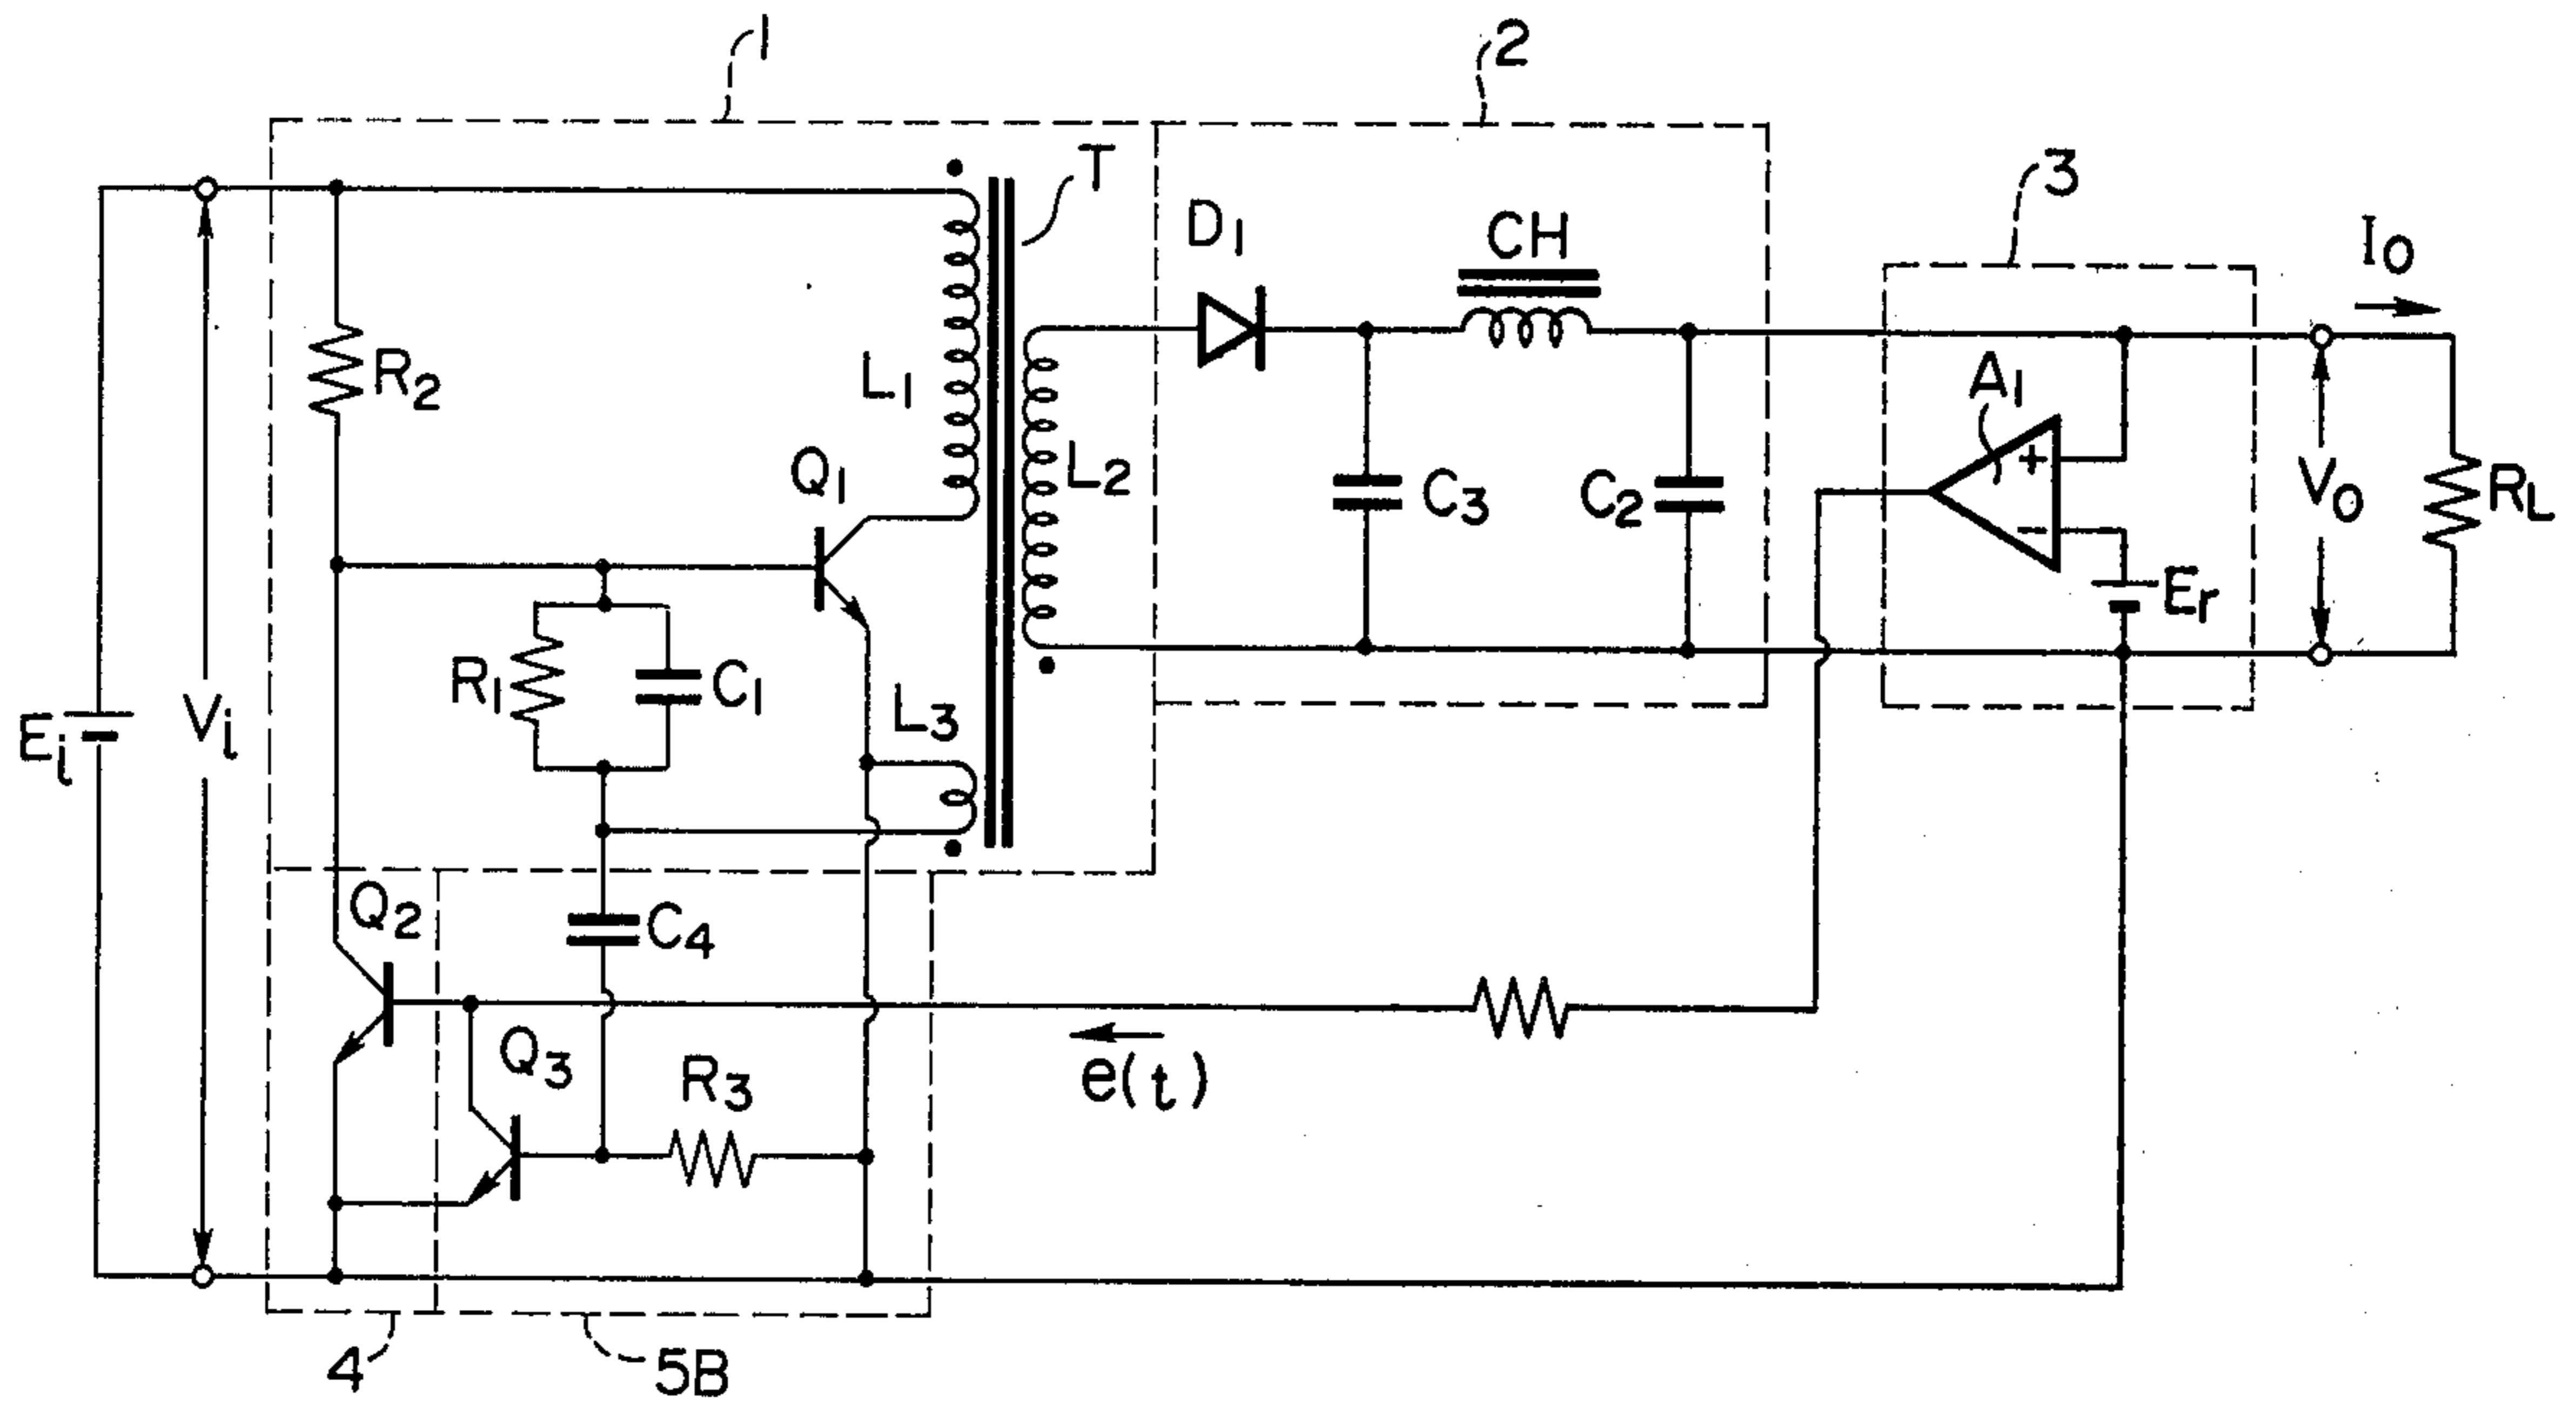 1
2
T
3
D1
CH
I0
R2
L1
A1
+
Q1
L2
C3
C2
V0
RL
-
Er
R1
C1
L3
Ei
Vi
Q2
C4
Q3
R3
e(t)
4
5B